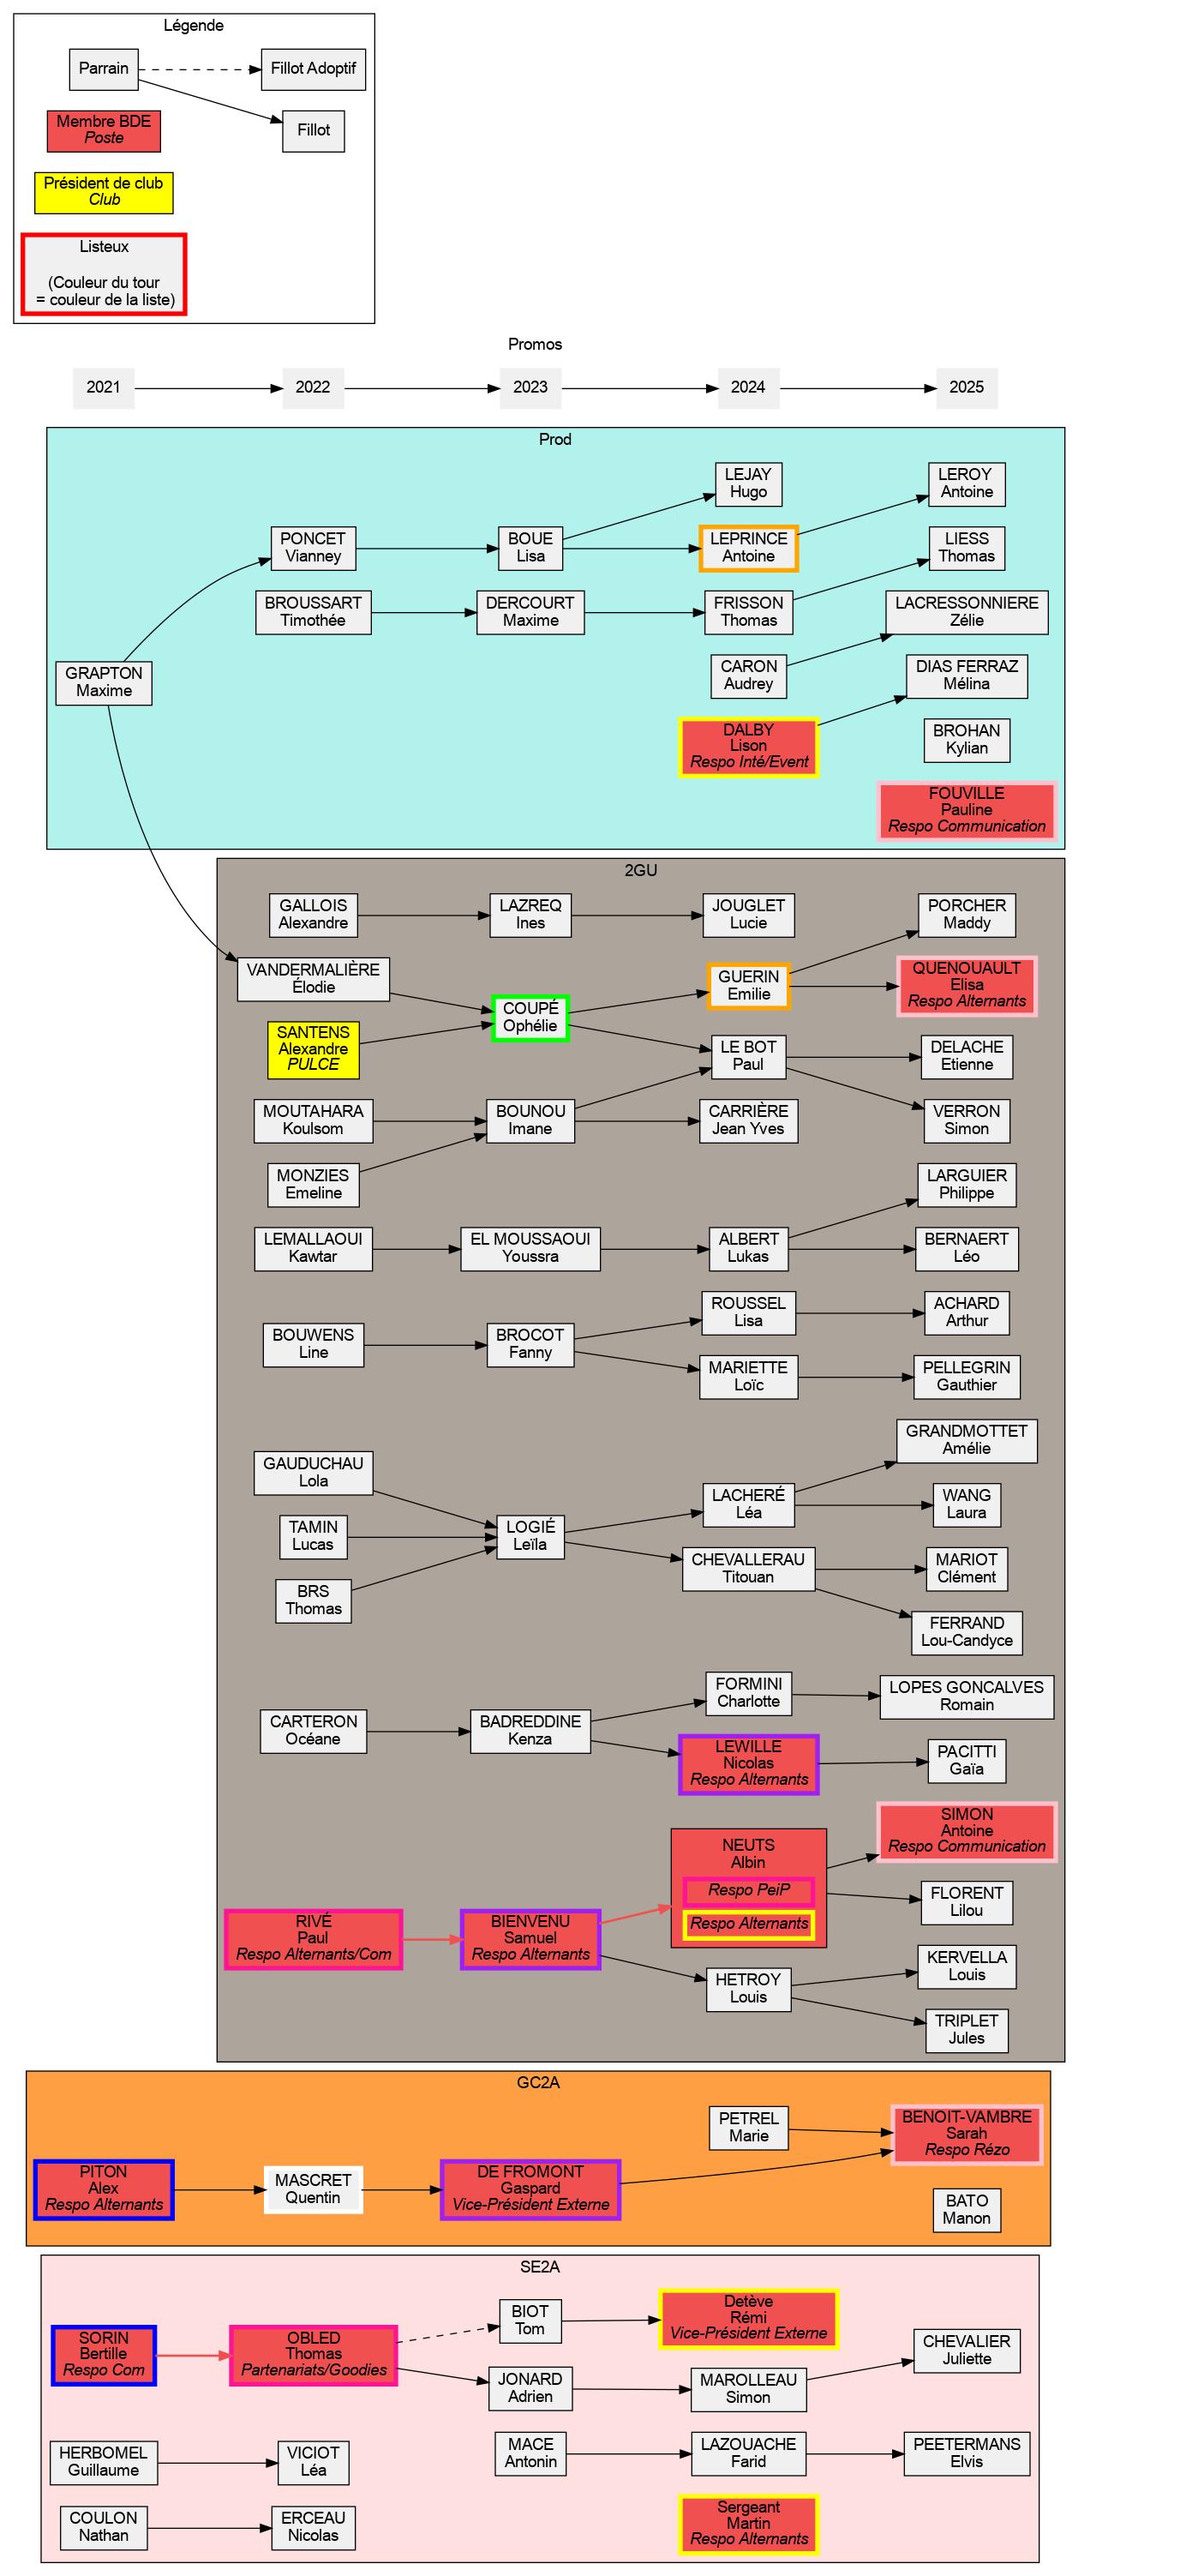 Légende
Parrain
Fillot Adoptif
Fillot
Membre BDE
Poste
Président de club
Club
Listeux
(Couleur du tour
= couleur de la liste)
Promos
2021
2022
2023
2024
2025
Prod
LEJAY
Hugo
LEROY
Antoine
PONCET
Vianney
BOUE
Lisa
LEPRINCE
Antoine
LIESS
Thomas
BROUSSART
Timothée
DERCOURT
Maxime
FRISSON
Thomas
LACRESSONNIERE
Zélie
GRAPTON
Maxime
CARON
Audrey
DIAS FERRAZ
Mélina
DALBY
Lison
Respo Inté/Event
BROHAN
Kylian
FOUVILLE
Pauline
Respo Communication
2GU
GALLOIS
Alexandre
LAZREQ
Ines
JOUGLET
Lucie
PORCHER
Maddy
VANDERMALIÈRE
Élodie
COUPÉ
Ophélie
GUERIN
Emilie
QUENOUAULT
Elisa
Respo Alternants
SANTENS
Alexandre
PULCE
LE BOT
Paul
DELACHE
Etienne
MOUTAHARA
Koulsom
BOUNOU
Imane
CARRIÈRE
Jean Yves
VERRON
Simon
MONZIES
Emeline
LARGUIER
Philippe
LEMALLAOUI
Kawtar
EL MOUSSAOUI
Youssra
ALBERT
Lukas
BERNAERT
Léo
ROUSSEL
Lisa
ACHARD
Arthur
BOUWENS
Line
BROCOT
Fanny
MARIETTE
Loïc
PELLEGRIN
Gauthier
GRANDMOTTET
Amélie
GAUDUCHAU
Lola
LACHERÉ
Léa
WANG
Laura
TAMIN
Lucas
LOGIÉ
Leïla
CHEVALLERAU
Titouan
MARIOT
Clément
BRS
Thomas
FERRAND
Lou-Candyce
FORMINI
Charlotte
LOPES GONCALVES
Romain
CARTERON
Océane
BADREDDINE
Kenza
LEWILLE
Nicolas
Respo Alternants
PACITTI
Gaïa
SIMON
Antoine
Respo Communication
NEUTS
Albin
Respo PeiP
Respo Alternants
FLORENT
Lilou
RIVÉ
Paul
Respo Alternants/Com
BIENVENU
Samuel
Respo Alternants
KERVELLA
Louis
HETROY
Louis
TRIPLET
Jules
GC2A
PETREL
Marie
BENOIT-VAMBRE
Sarah
Respo Rézo
PITON
Alex
Respo Alternants
MASCRET
Quentin
DE FROMONT
Gaspard
Vice-Président Externe
BATO
Manon
SE2A
BIOT
Tom
Detève
Rémi
Vice-Président Externe
SORIN
Bertille
Respo Com
OBLED
Thomas
Partenariats/Goodies
CHEVALIER
Juliette
JONARD
Adrien
MAROLLEAU
Simon
HERBOMEL
Guillaume
VICIOT
Léa
MACE
Antonin
LAZOUACHE
Farid
PEETERMANS
Elvis
COULON
Nathan
ERCEAU
Nicolas
Sergeant
Martin
Respo Alternants